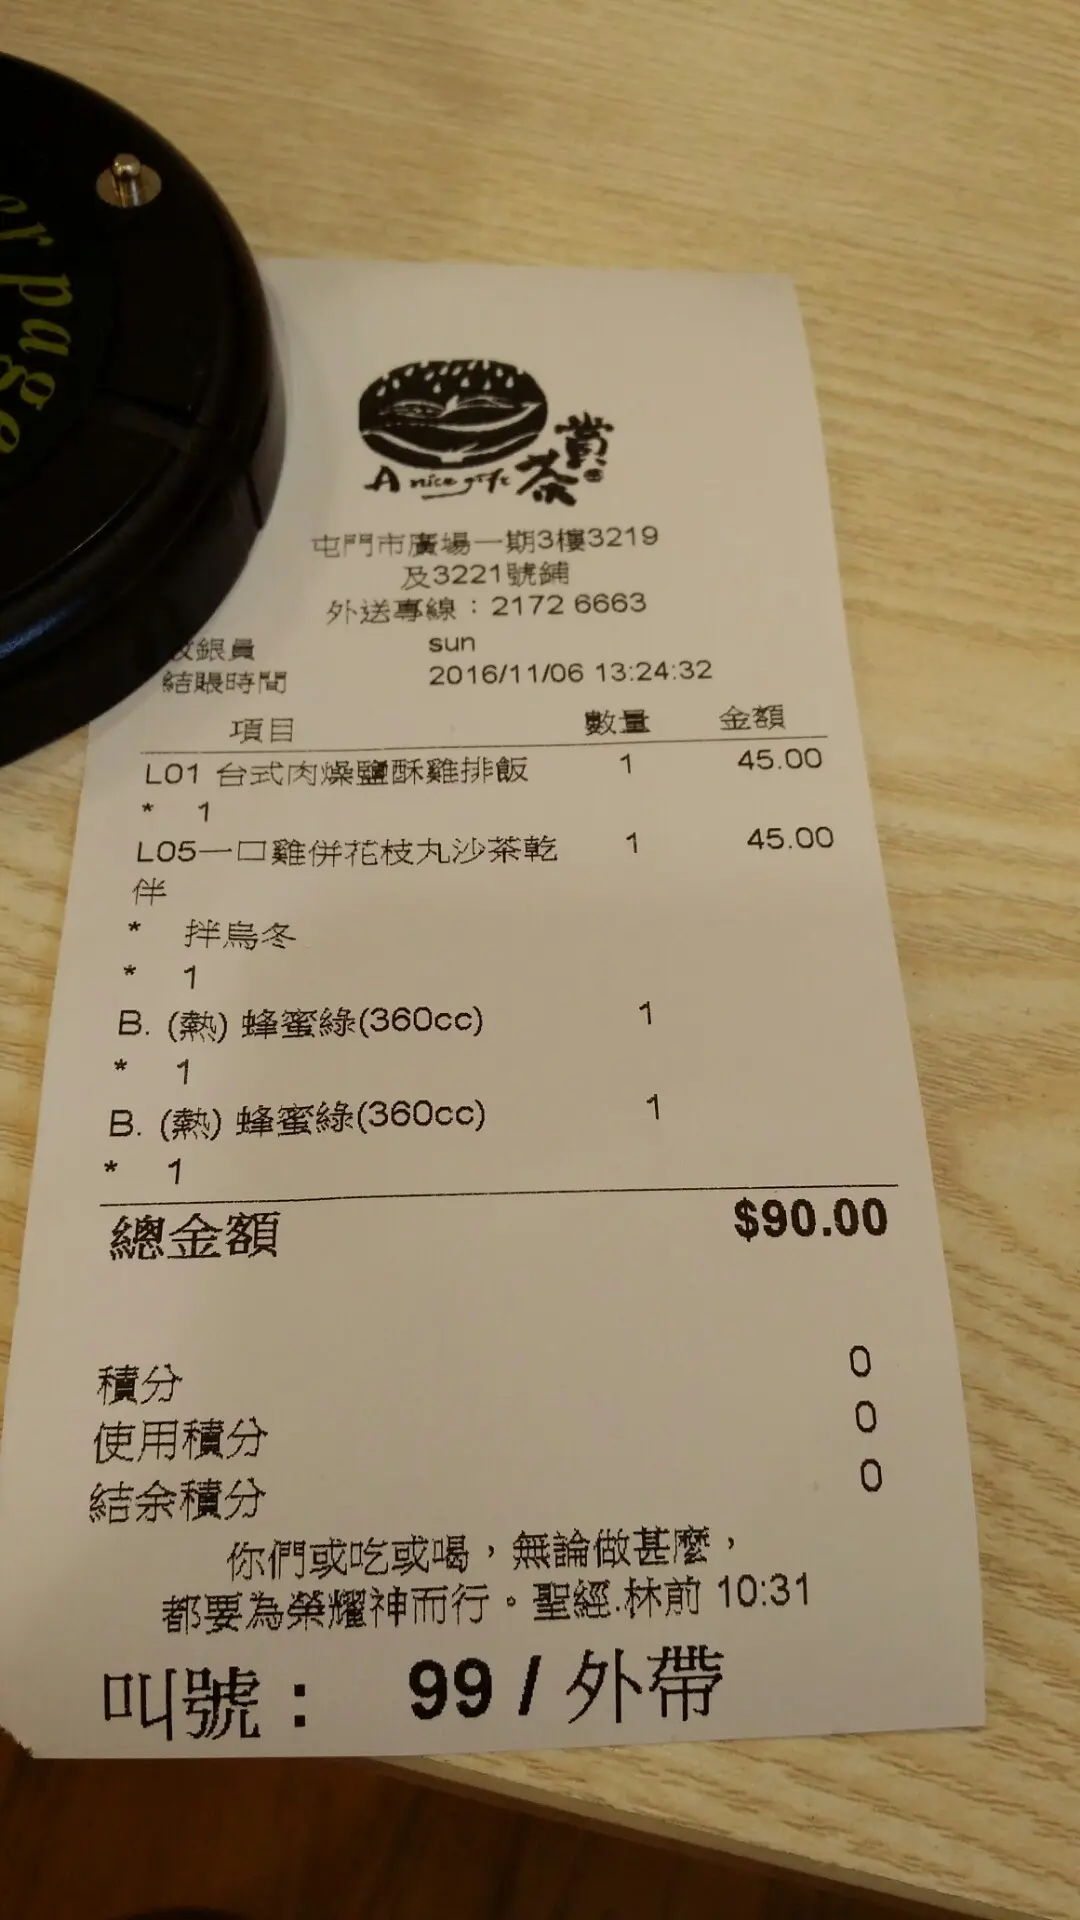 er page
A nice gift 賞茶
屯門市廣場一期3樓3219
及3221號鋪
外送專線：2172 6663
收銀員 sun
結賬時間 2016/11/06 13:24:32
項目 數量 金額
L01 台式肉燥鹽酥雞排飯 1 45.00
* 1
L05一口雞併花枝丸沙茶乾 1 45.00
伴
* 拌烏冬
* 1
B. (熱) 蜂蜜綠(360cc) 1
* 1
B. (熱) 蜂蜜綠(360cc) 1
* 1
總金額 $90.00
積分 0
使用積分 0
結余積分 0
你們或吃或喝，無論做甚麼，
都要為榮耀神而行。聖經.林前 10:31
叫號： 99 / 外帶